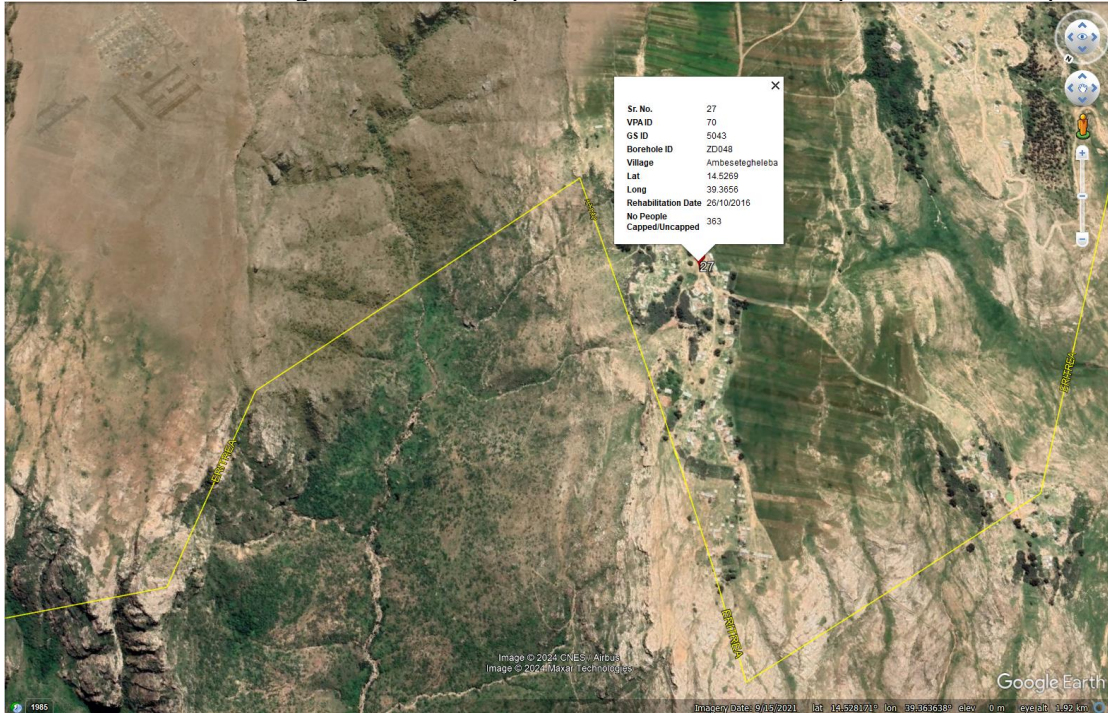 Sr. No. 27
VPA ID 70
GS ID 5043
Borehole ID ZD048
Village Ambesetegheleba
Lat 14.5269
Long 39.3656
Rehabilitation Date 26/10/2016
No People
Capped/Uncapped 363
27
N
ERITREA
ERITREA
ERITREA
Image © 2024 CNES / Airbus
Image © 2024 Maxar Technologies
Google Earth
1985
Imagery Date: 9/15/2021 lat 14.528171° lon 39.363638° elev 0 m eye alt 1.92 km